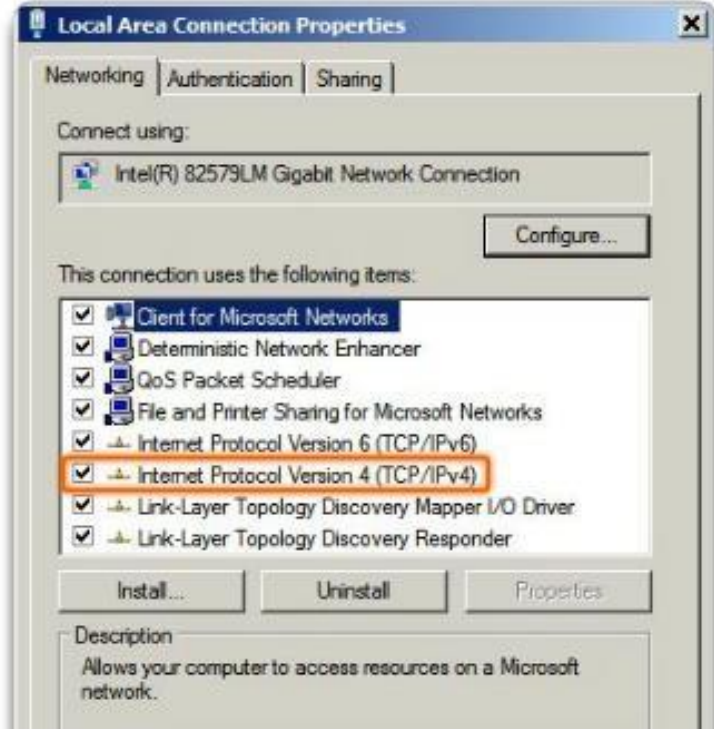 Local Area Connection Properties
Networking Authentication Sharing
Connect using:
Intel(R) 82579LM Gigabit Network Connection
Configure...
This connection uses the following items:
Client for Microsoft Networks
Deterministic Network Enhancer
QoS Packet Scheduler
File and Printer Sharing for Microsoft Networks
Internet Protocol Version 6 (TCP/IPv6)
Internet Protocol Version 4 (TCP/IPv4)
Link-Layer Topology Discovery Mapper I/O Driver
Link-Layer Topology Discovery Responder
Install... Uninstall Properties
Description
Allows your computer to access resources on a Microsoft
network.